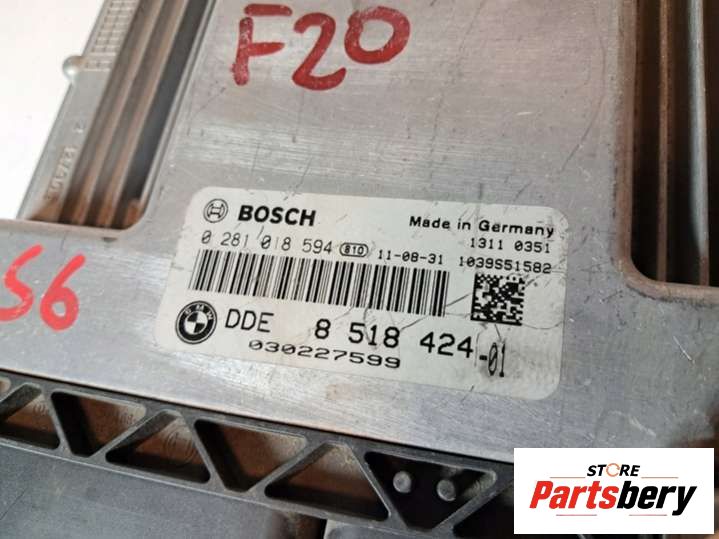 F20
S6
BOSCH
Made in Germany
0 281 018 594 810 11-08-31
1311 0351
1039S51582
BMW
DDE 8 518 424-01
030227599
STORE
Partsbery